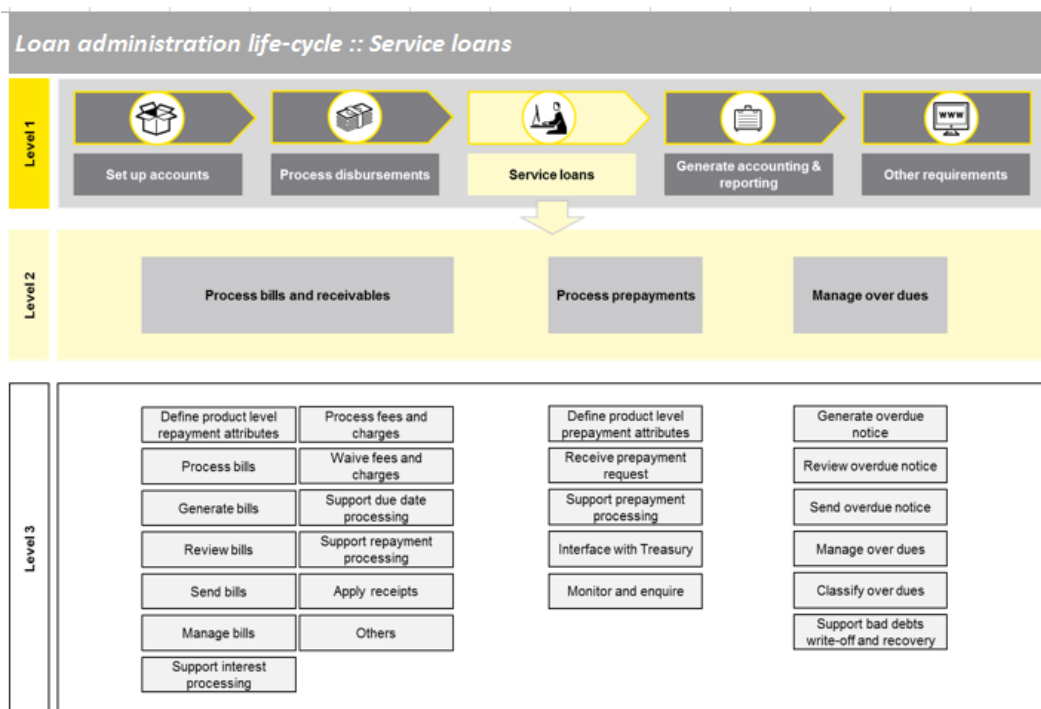 Loan administration life-cycle :: Service loans
Level 1
WWW
Set up accounts
Process disbursements
Service loans
Generate accounting &
reporting
Other requirements
Level 2
Process bills and receivables
Process prepayments
Manage over dues
Level 3
Define product level
repayment attributes
Process bills
Generate bills
Review bills
Send bills
Manage bills
Support interest
processing
Process fees and
charges
Waive fees and
charges
Support due date
processing
Support repayment
processing
Apply receipts
Others
Define product level
prepayment attributes
Receive prepayment
request
Support prepayment
processing
Interface with Treasury
Monitor and enquire
Generate overdue
notice
Review overdue notice
Send overdue notice
Manage over dues
Classify over dues
Support bad debts
write-off and recovery